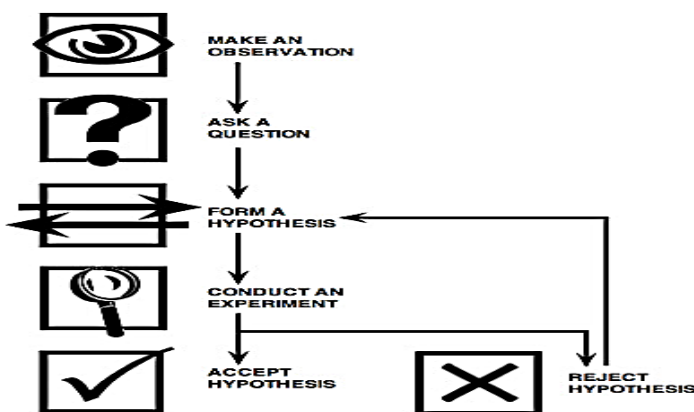 MAKE AN
OBSERVATION
ASK A
QUESTION
FORM A
HYPOTHESIS
CONDUCT AN
EXPERIMENT
ACCEPT
HYPOTHESIS
REJECT
HYPOTHESIS